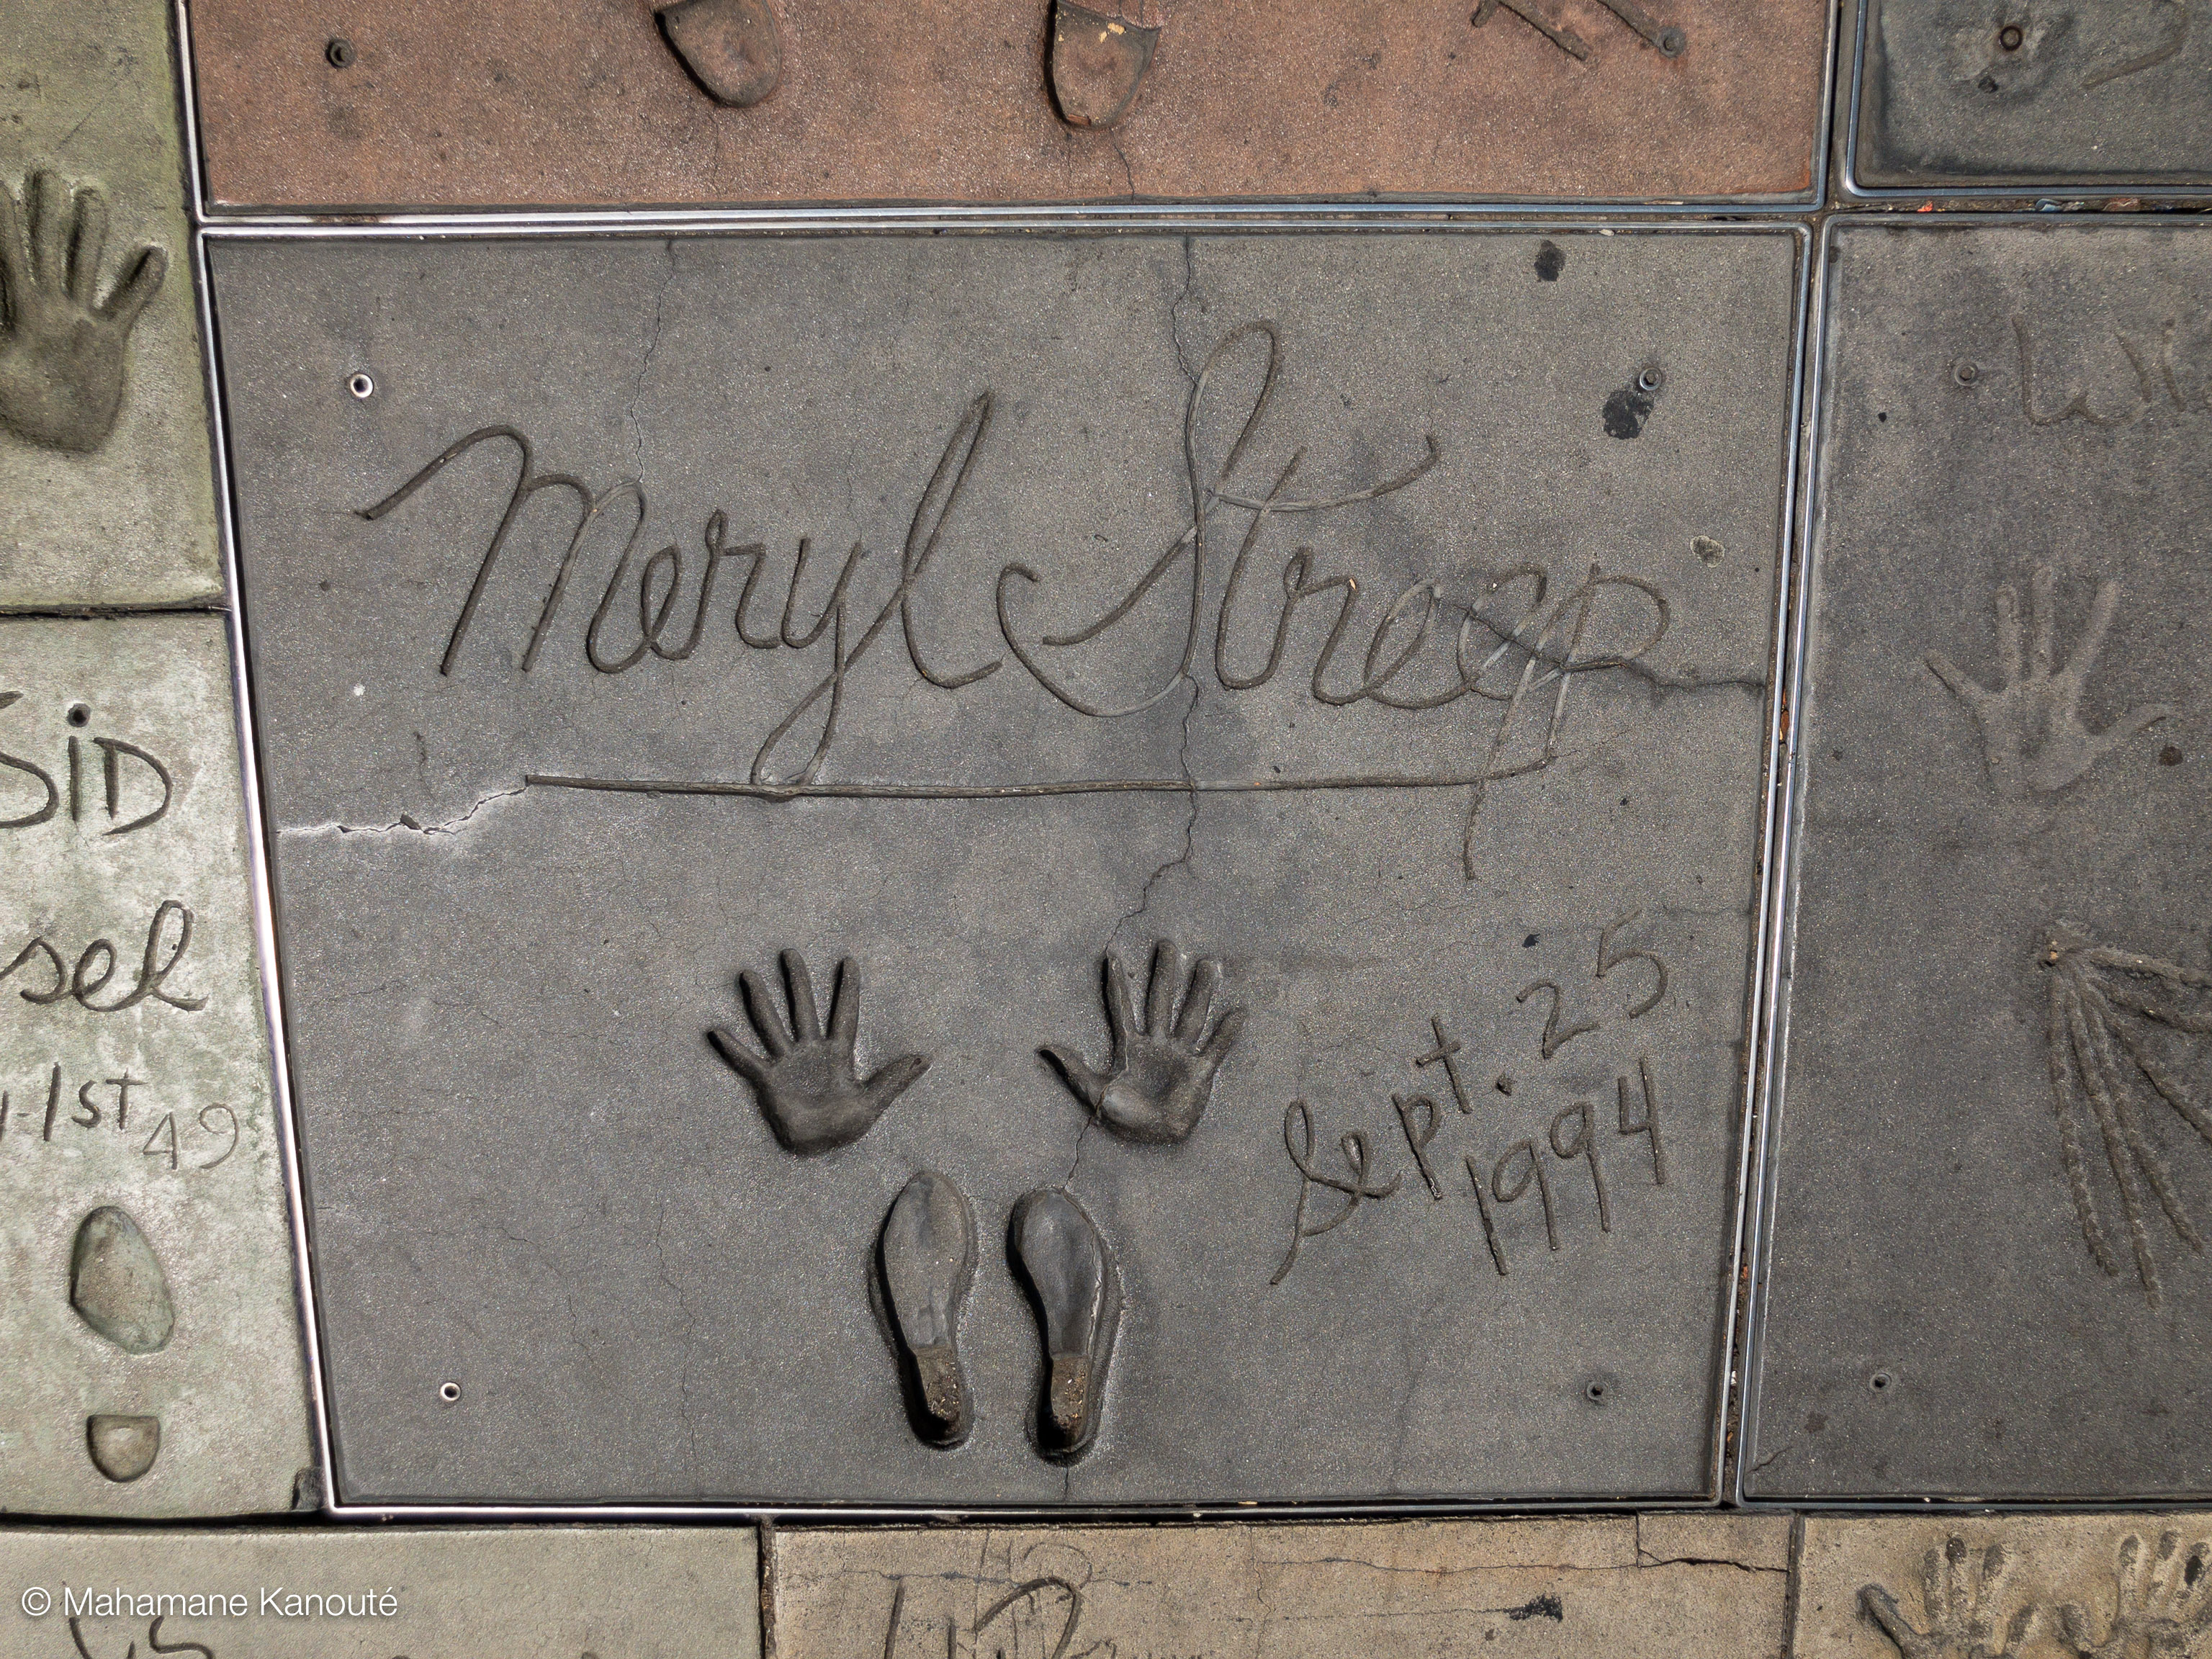 Meryl Streep
Sept. 25
1994
SiD
sel
1st 49
© Mahamane Kanouté